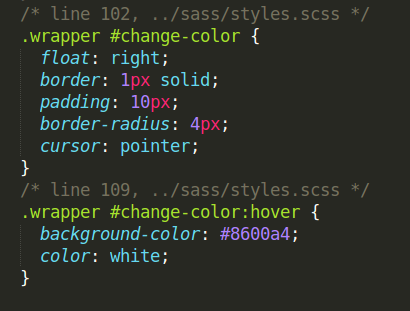 /* line 102, ../sass/styles.scss */
.wrapper #change-color {
float: right;
border: 1px solid;
padding: 10px;
border-radius: 4px;
cursor: pointer;
}
/* line 109, ../sass/styles.scss */
.wrapper #change-color:hover {
background-color: #8600a4;
color: white;
}